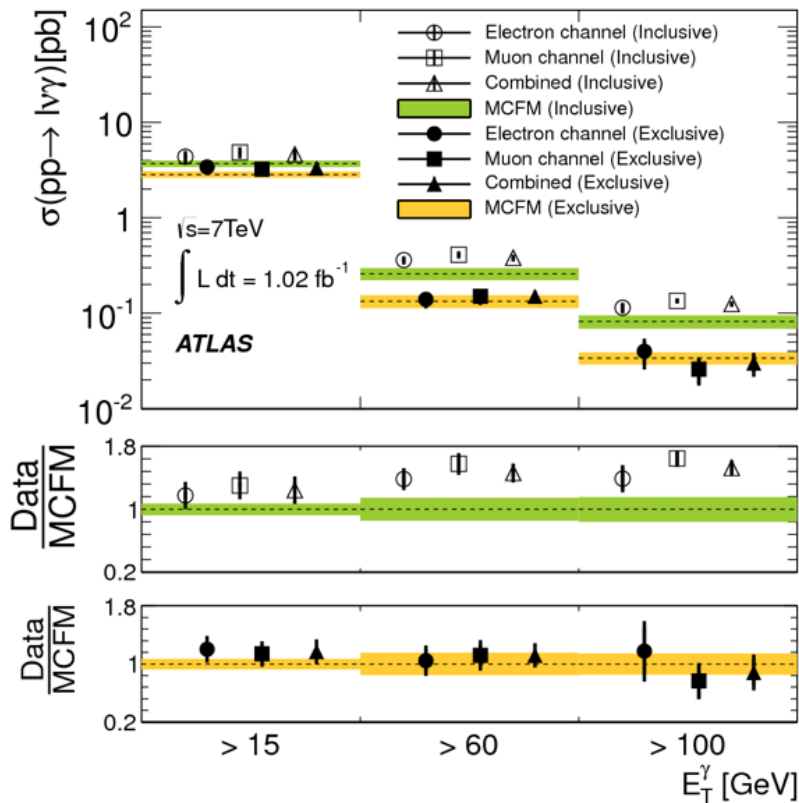 σ(pp→ lνγ)[pb]
10²
10
1
10⁻¹
10⁻²
Electron channel (Inclusive)
Muon channel (Inclusive)
Combined (Inclusive)
MCFM (Inclusive)
Electron channel (Exclusive)
Muon channel (Exclusive)
Combined (Exclusive)
MCFM (Exclusive)
√s=7TeV
∫ L dt = 1.02 fb⁻¹
ATLAS
Data
MCFM
1.8
1
0.2
Data
MCFM
1.8
1
0.2
> 15
> 60
> 100
E_T^γ [GeV]